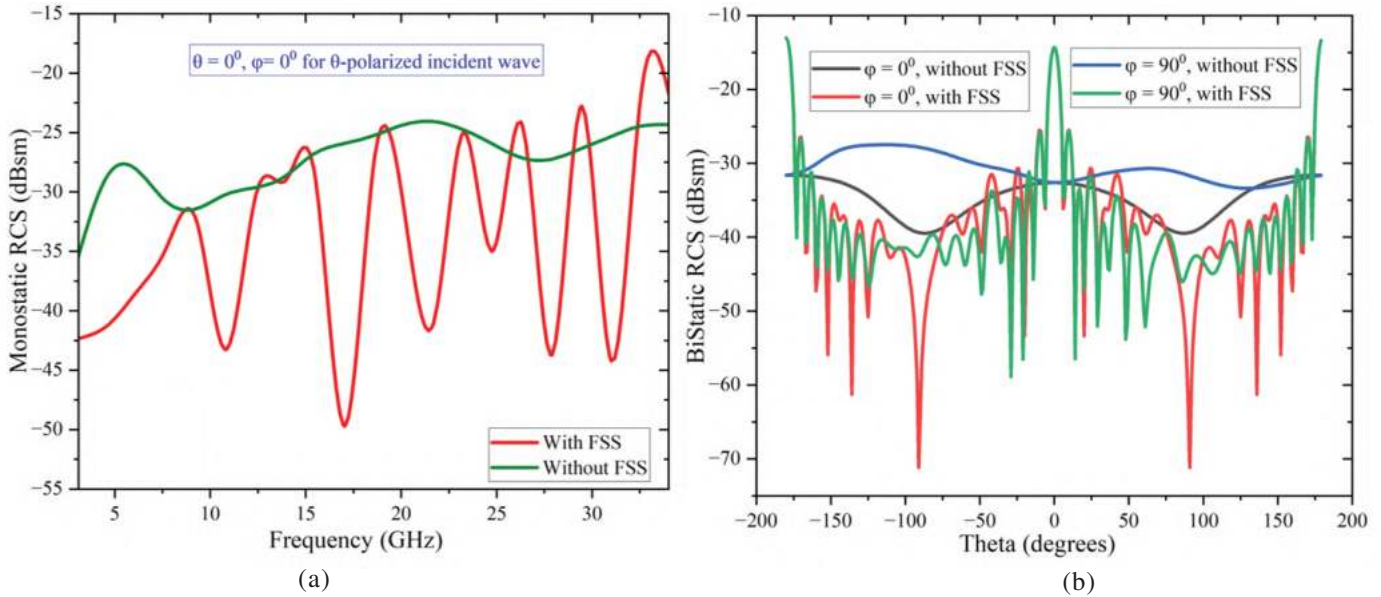 −15
−20
−25
−30
−35
−40
−45
−50
−55
Monostatic RCS (dBsm)
θ = 0⁰, φ= 0⁰ for θ-polarized incident wave
With FSS
Without FSS
5 10 15 20 25 30
Frequency (GHz)
(a)
−10
−20
−30
−40
−50
−60
−70
BiStatic RCS (dBsm)
φ = 0⁰, without FSS
φ = 0⁰, with FSS
φ = 90⁰, without FSS
φ = 90⁰, with FSS
−200 −150 −100 −50 0 50 100 150 200
Theta (degrees)
(b)